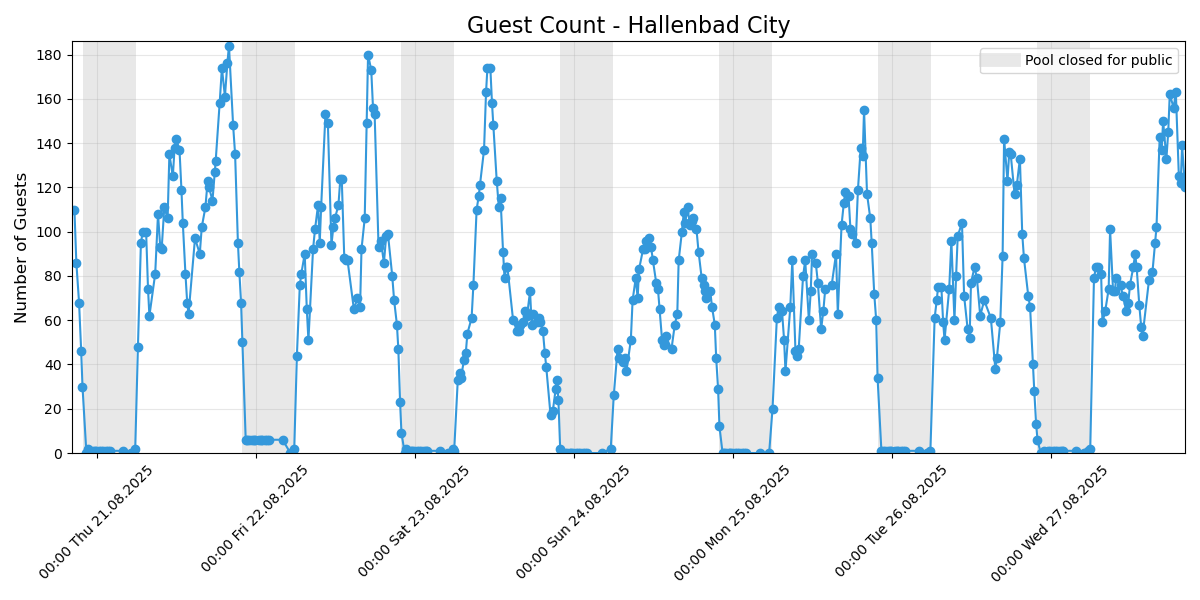 Guest Count - Hallenbad City
Pool closed for public
Number of Guests
180
160
140
120
100
80
60
40
20
0
00:00 Thu 21.08.2025
00:00 Fri 22.08.2025
00:00 Sat 23.08.2025
00:00 Sun 24.08.2025
00:00 Mon 25.08.2025
00:00 Tue 26.08.2025
00:00 Wed 27.08.2025